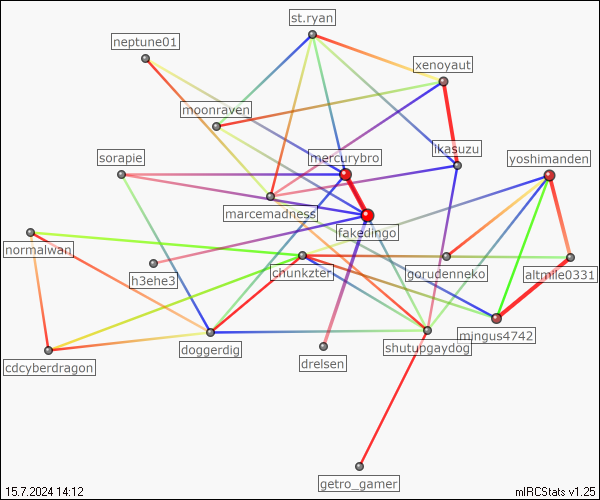 st.ryan
neptune01
xenoyaut
moonraven
sorapie
mercurybro
ikasuzu
yoshimanden
marcemadness
fakedingo
normalwan
h3ehe3
chunkzter
gorudenneko
altmile0331
cdcyberdragon
doggerdig
drelsen
shutupgaydog
mingus4742
getro_gamer
15.7.2024 14:12
mIRCStats v1.25